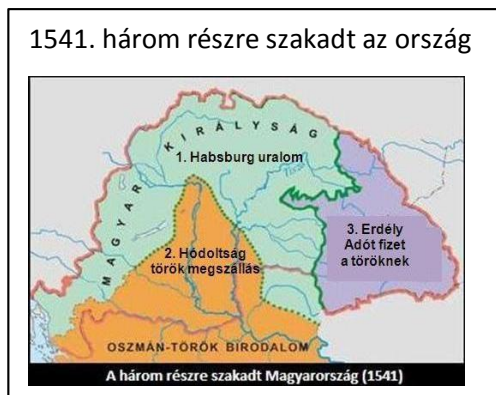 1541. három részre szakadt az ország
MAGYAR KIRÁLYSÁG
1. Habsburg uralom
2. Hódoltság
török megszállás
3. Erdély
Adót fizet
a töröknek
OSZMÁN-TÖRÖK BIRODALOM
A három részre szakadt Magyarország (1541)